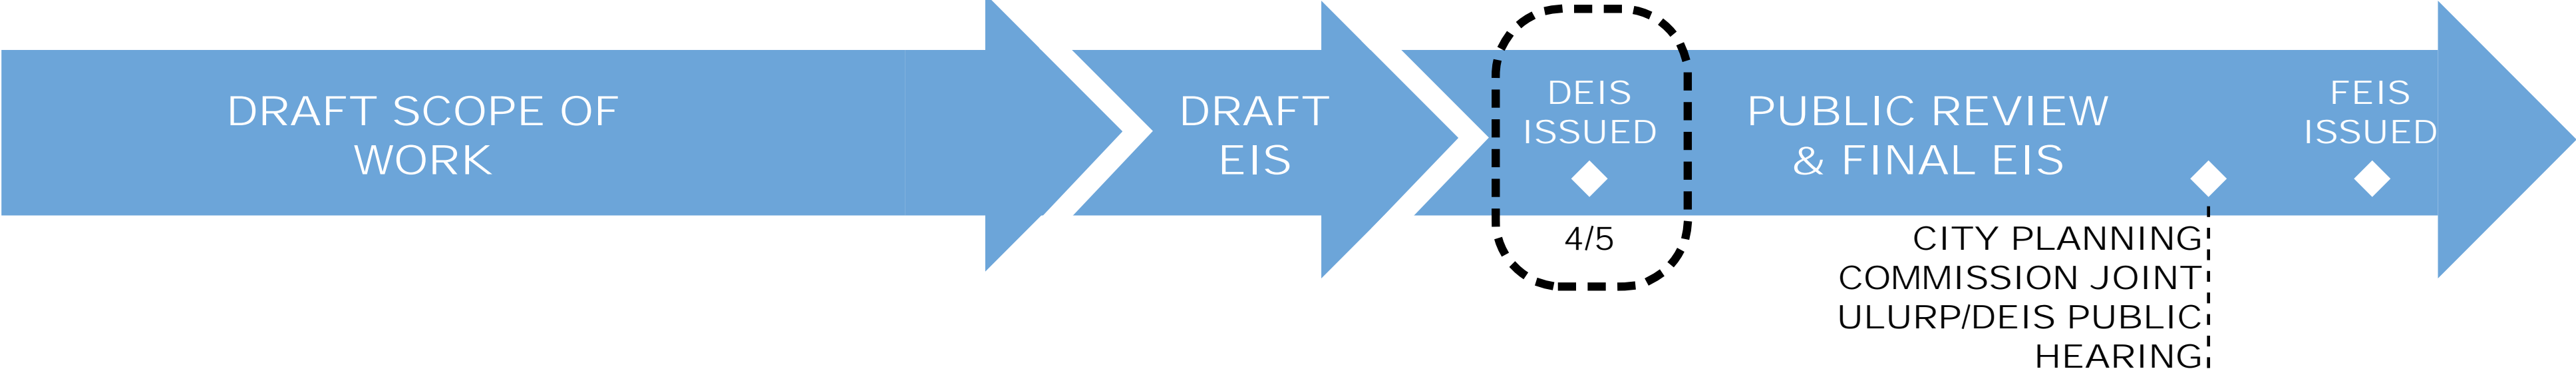 DRAFT SCOPE OF
WORK
DRAFT
EIS
DEIS
ISSUED
4/5
PUBLIC REVIEW
& FINAL EIS
CITY PLANNING
COMMISSION JOINT
ULURP/DEIS PUBLIC
HEARING
FEIS
ISSUED